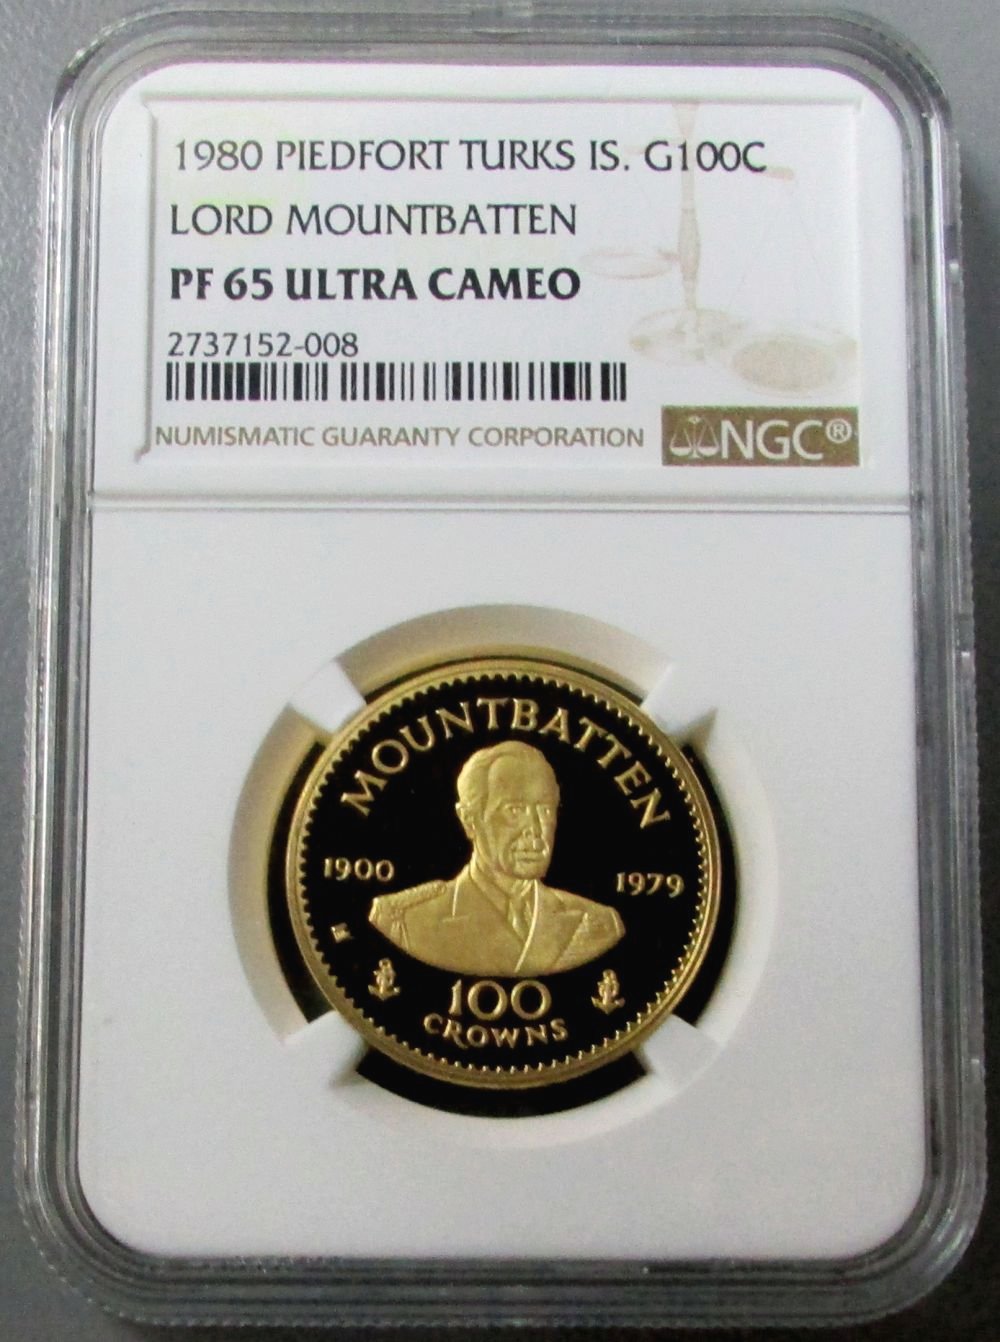 1980 PIEDFORT TURKS IS. G100C
LORD MOUNTBATTEN
PF 65 ULTRA CAMEO
2737152-008
NUMISMATIC GUARANTY CORPORATION
NGC®
MOUNTBATTEN
1900 1979
100
CROWNS